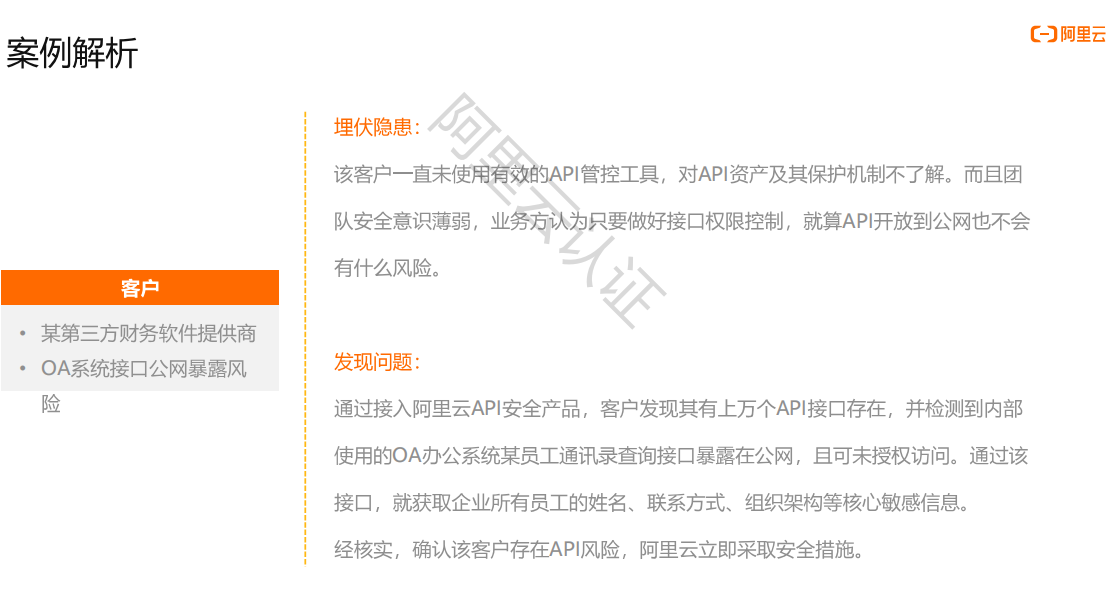 案例解析
阿里云
客户
• 某第三方财务软件提供商
• OA系统接口公网暴露风
险
埋伏隐患：
该客户一直未使用有效的API管控工具，对API资产及其保护机制不了解。而且团
队安全意识薄弱，业务方认为只要做好接口权限控制，就算API开放到公网也不会
有什么风险。
发现问题：
通过接入阿里云API安全产品，客户发现其有上万个API接口存在，并检测到内部
使用的OA办公系统某员工通讯录查询接口暴露在公网，且可未授权访问。通过该
接口，就获取企业所有员工的姓名、联系方式、组织架构等核心敏感信息。
经核实，确认该客户存在API风险，阿里云立即采取安全措施。
阿里云认证